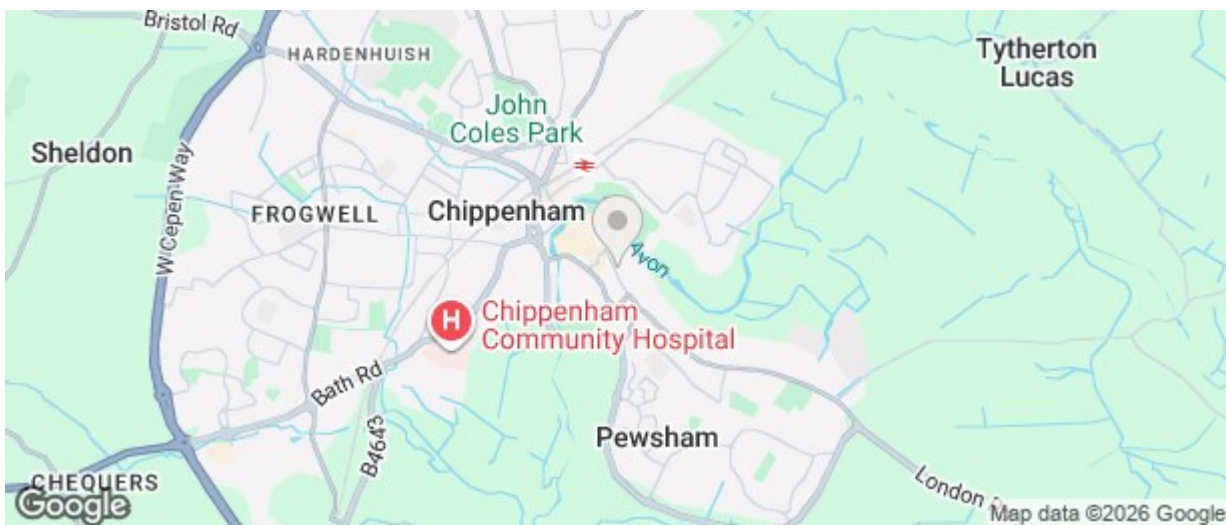 Bristol Rd
HARDENHUISH
Tytherton
Lucas
John
Coles Park
Sheldon
W Cepen Way
FROGWELL
Chippenham
Avon
H
Chippenham
Community Hospital
Bath Rd
B4643
Pewsham
CHEQUERS
London
Google
Map data ©2026 Google